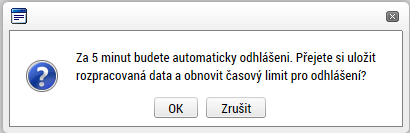 Za 5 minut budete automaticky odhlášeni. Přejete si uložit
rozpracovaná data a obnovit časový limit pro odhlášení?
OK Zrušit